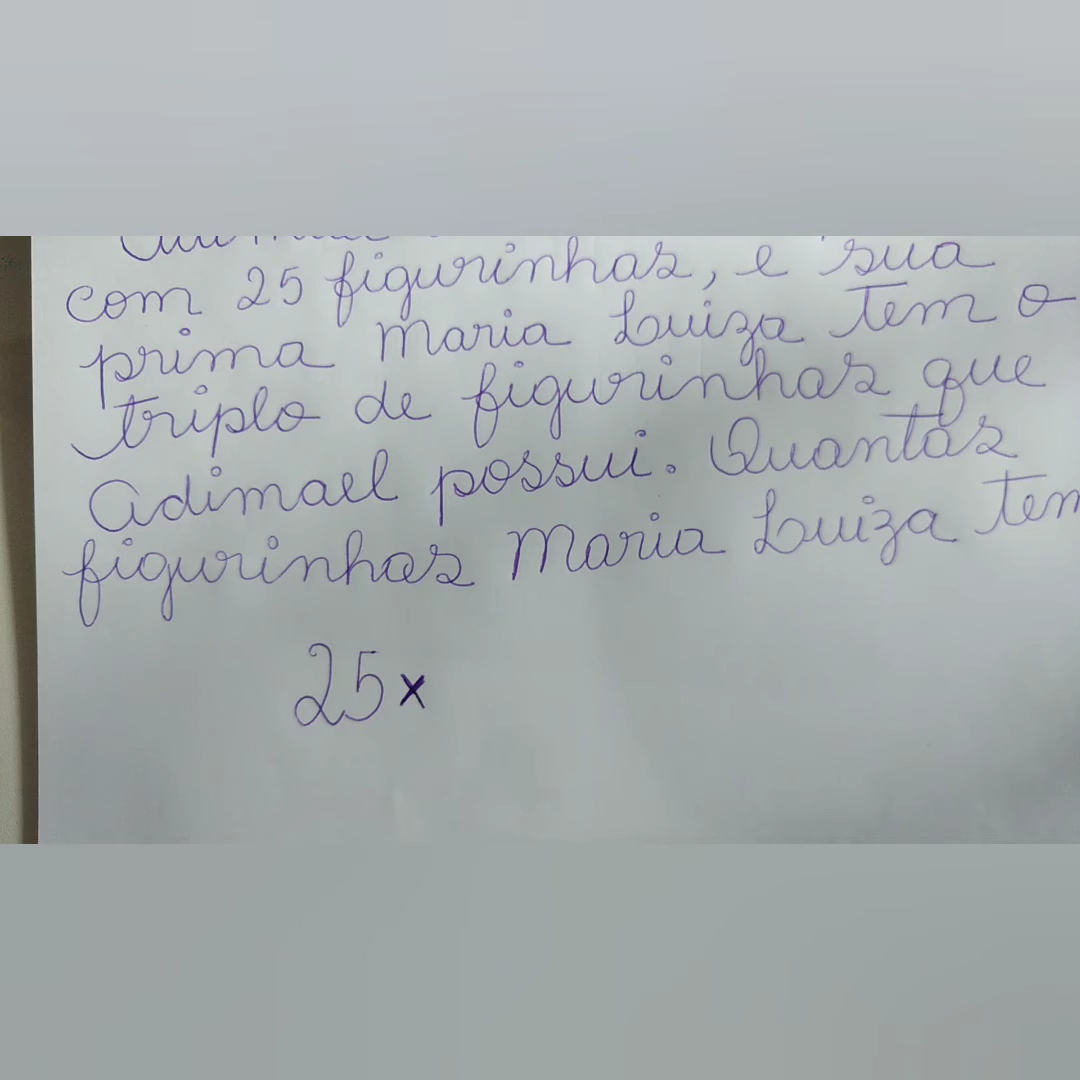 com 25 figurinhas, e sua
prima Maria Luiza tem o
triplo de figurinhas que
Adimael possui. Quantas
figurinhas Maria Luiza tem
25 ×